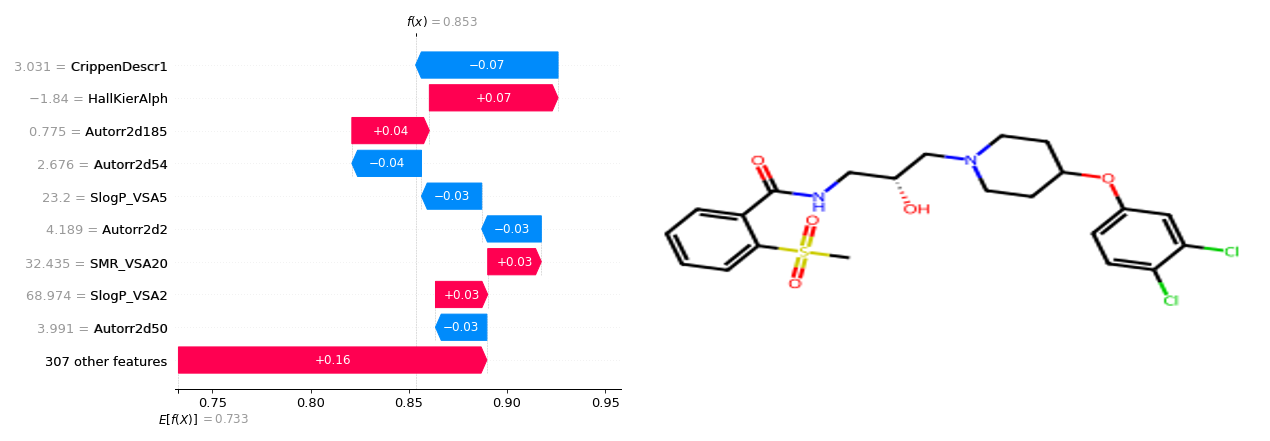 f(x) = 0.853
3.031 = CrippenDescr1
−0.07
−1.84 = HallKierAlph
+0.07
0.775 = Autorr2d185
+0.04
2.676 = Autorr2d54
−0.04
23.2 = SlogP_VSA5
−0.03
4.189 = Autorr2d2
−0.03
32.435 = SMR_VSA20
+0.03
68.974 = SlogP_VSA2
+0.03
3.991 = Autorr2d50
−0.03
307 other features
+0.16
0.75 0.80 0.85 0.90 0.95
E[f(X)] = 0.733
O
N
H
OH
O
S
O
N
O
Cl
Cl